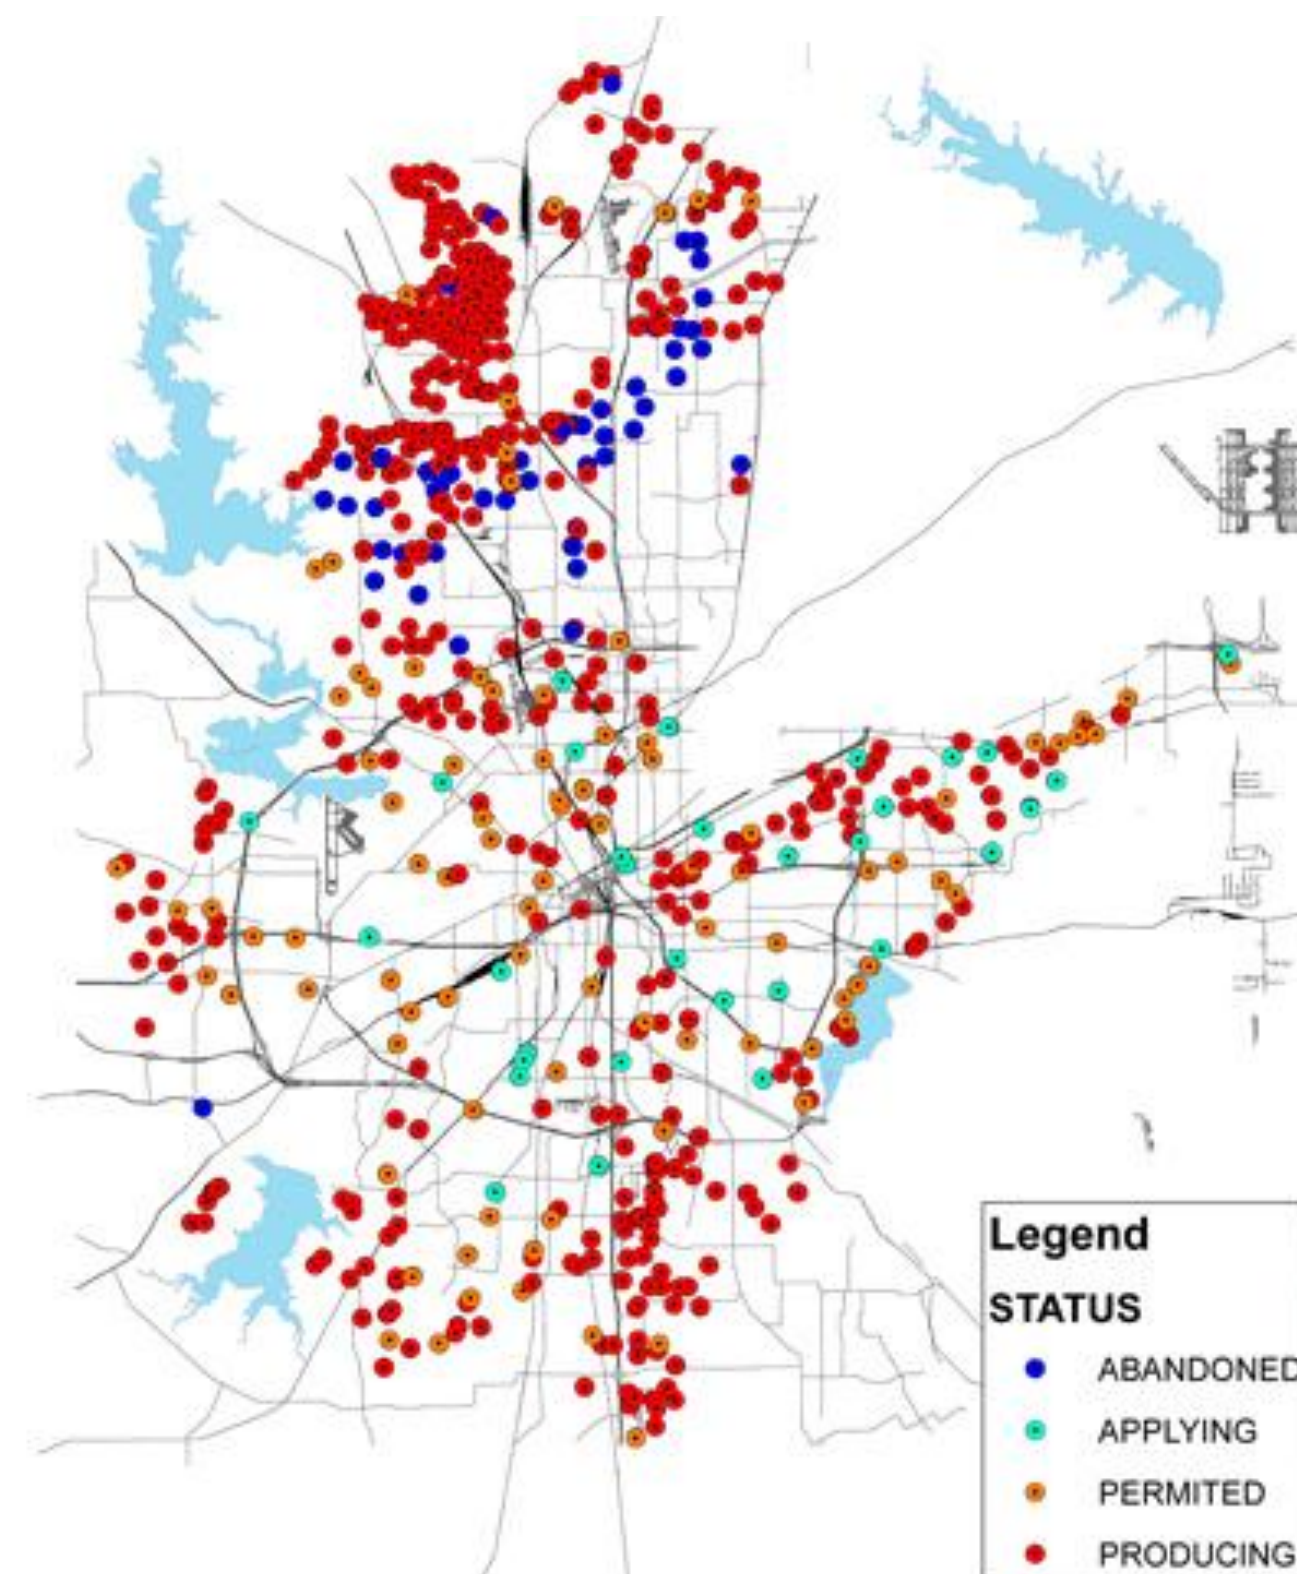 Legend
STATUS
ABANDONED
APPLYING
PERMITED
PRODUCING